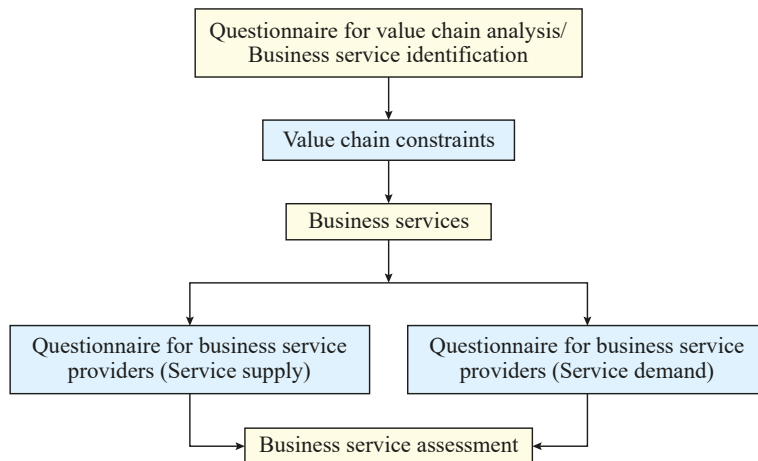 Questionnaire for value chain analysis/
Business service identification
Value chain constraints
Business services
Questionnaire for business service
providers (Service supply)
Questionnaire for business service
providers (Service demand)
Business service assessment